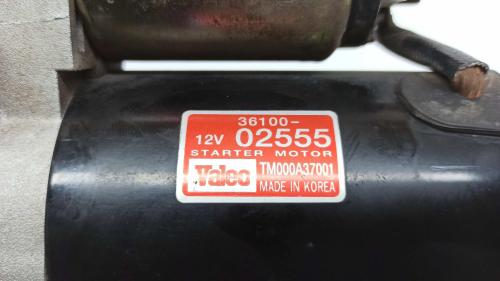 36100-
12V 02555
STARTER MOTOR
Valeo TM000A37001
MADE IN KOREA